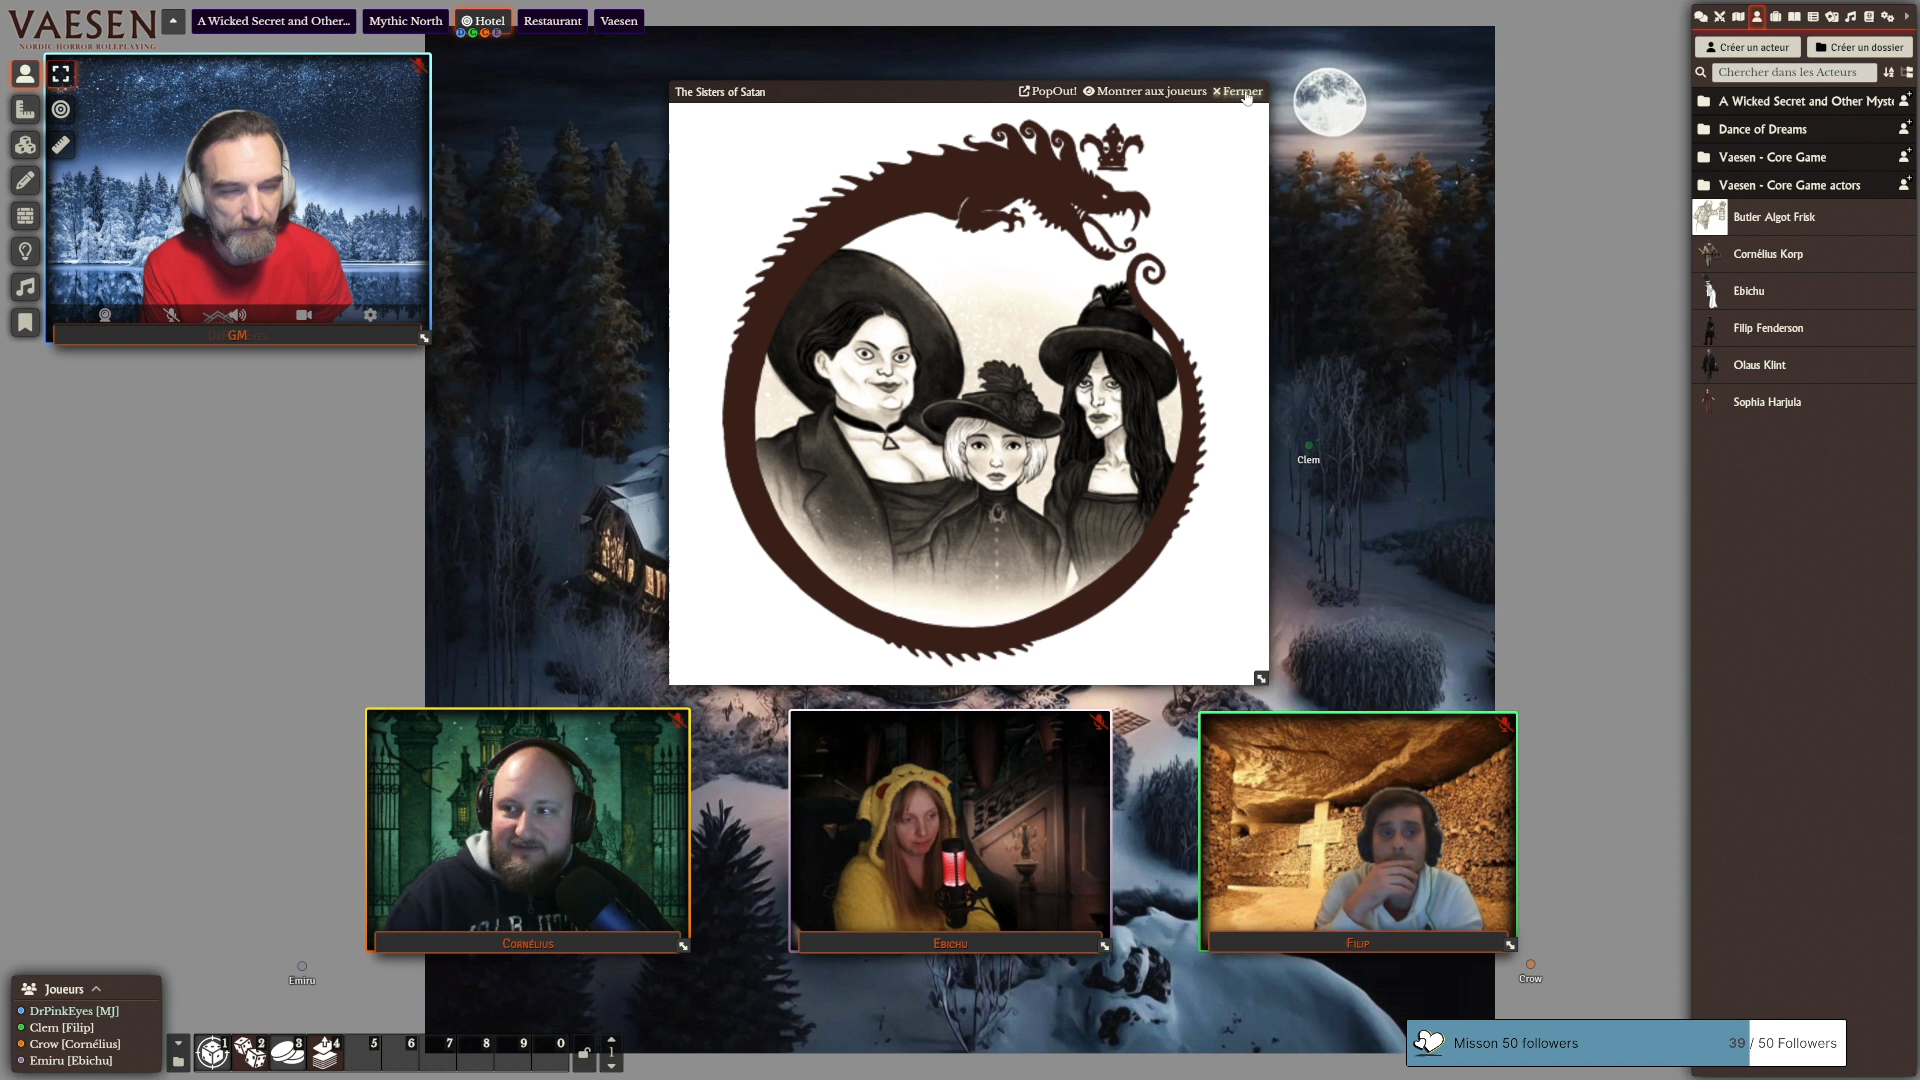 VAESEN
NORDIC HORROR ROLEPLAYING
A Wicked Secret and Other...
Mythic North
Hotel
Restaurant
Vaesen
D C C E
GM
The Sisters of Satan
PopOut!
Montrer aux joueurs
Fermer
Clem
Cornélius
Ebichu
Filip
Emiru
Crow
Joueurs
DrPinkEyes [MJ]
Clem [Filip]
Crow [Cornélius]
Emiru [Ebichu]
1 2 3 4 5 6 7 8 9 0
1
Créer un acteur
Créer un dossier
Chercher dans les Acteurs
A Wicked Secret and Other Myste
Dance of Dreams
Vaesen - Core Game
Vaesen - Core Game actors
Butler Algot Frisk
Cornélius Korp
Ebichu
Filip Fenderson
Olaus Klint
Sophia Harjula
Misson 50 followers
39 / 50 Followers